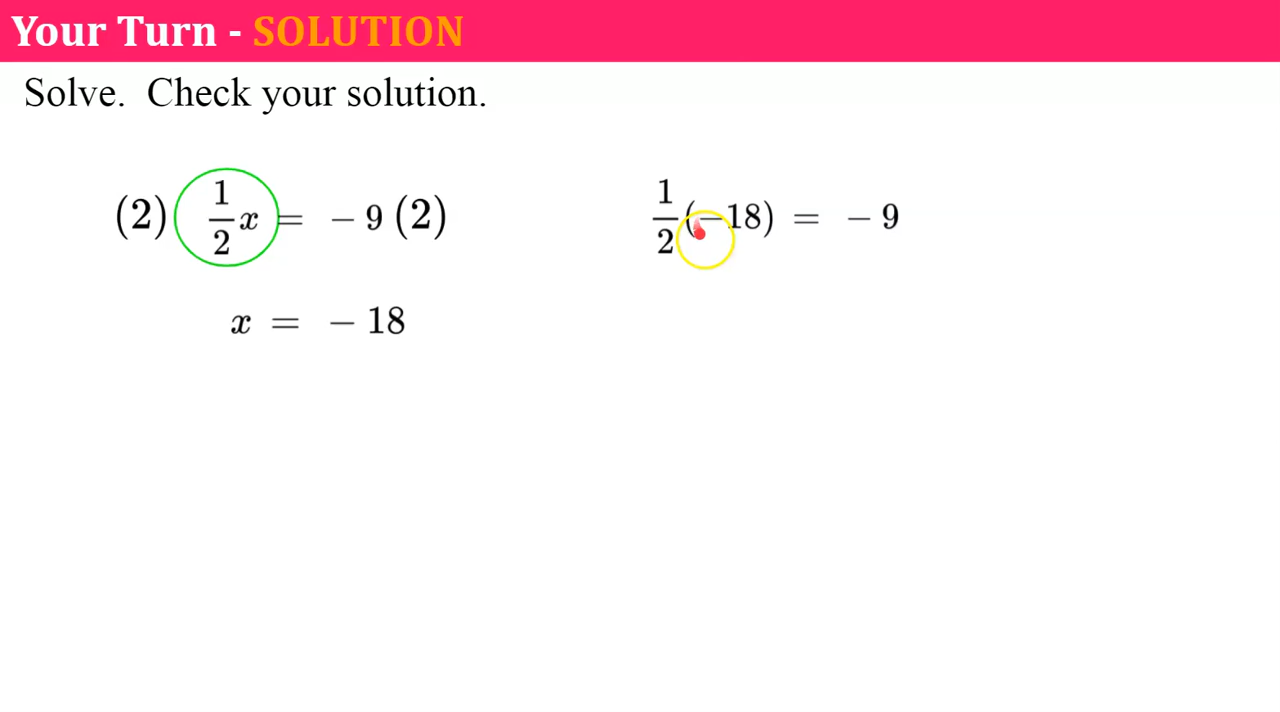 Your Turn - SOLUTION
Solve. Check your solution.
(2) 1/2 x = - 9 (2)
1/2 (-18) = - 9
x = - 18